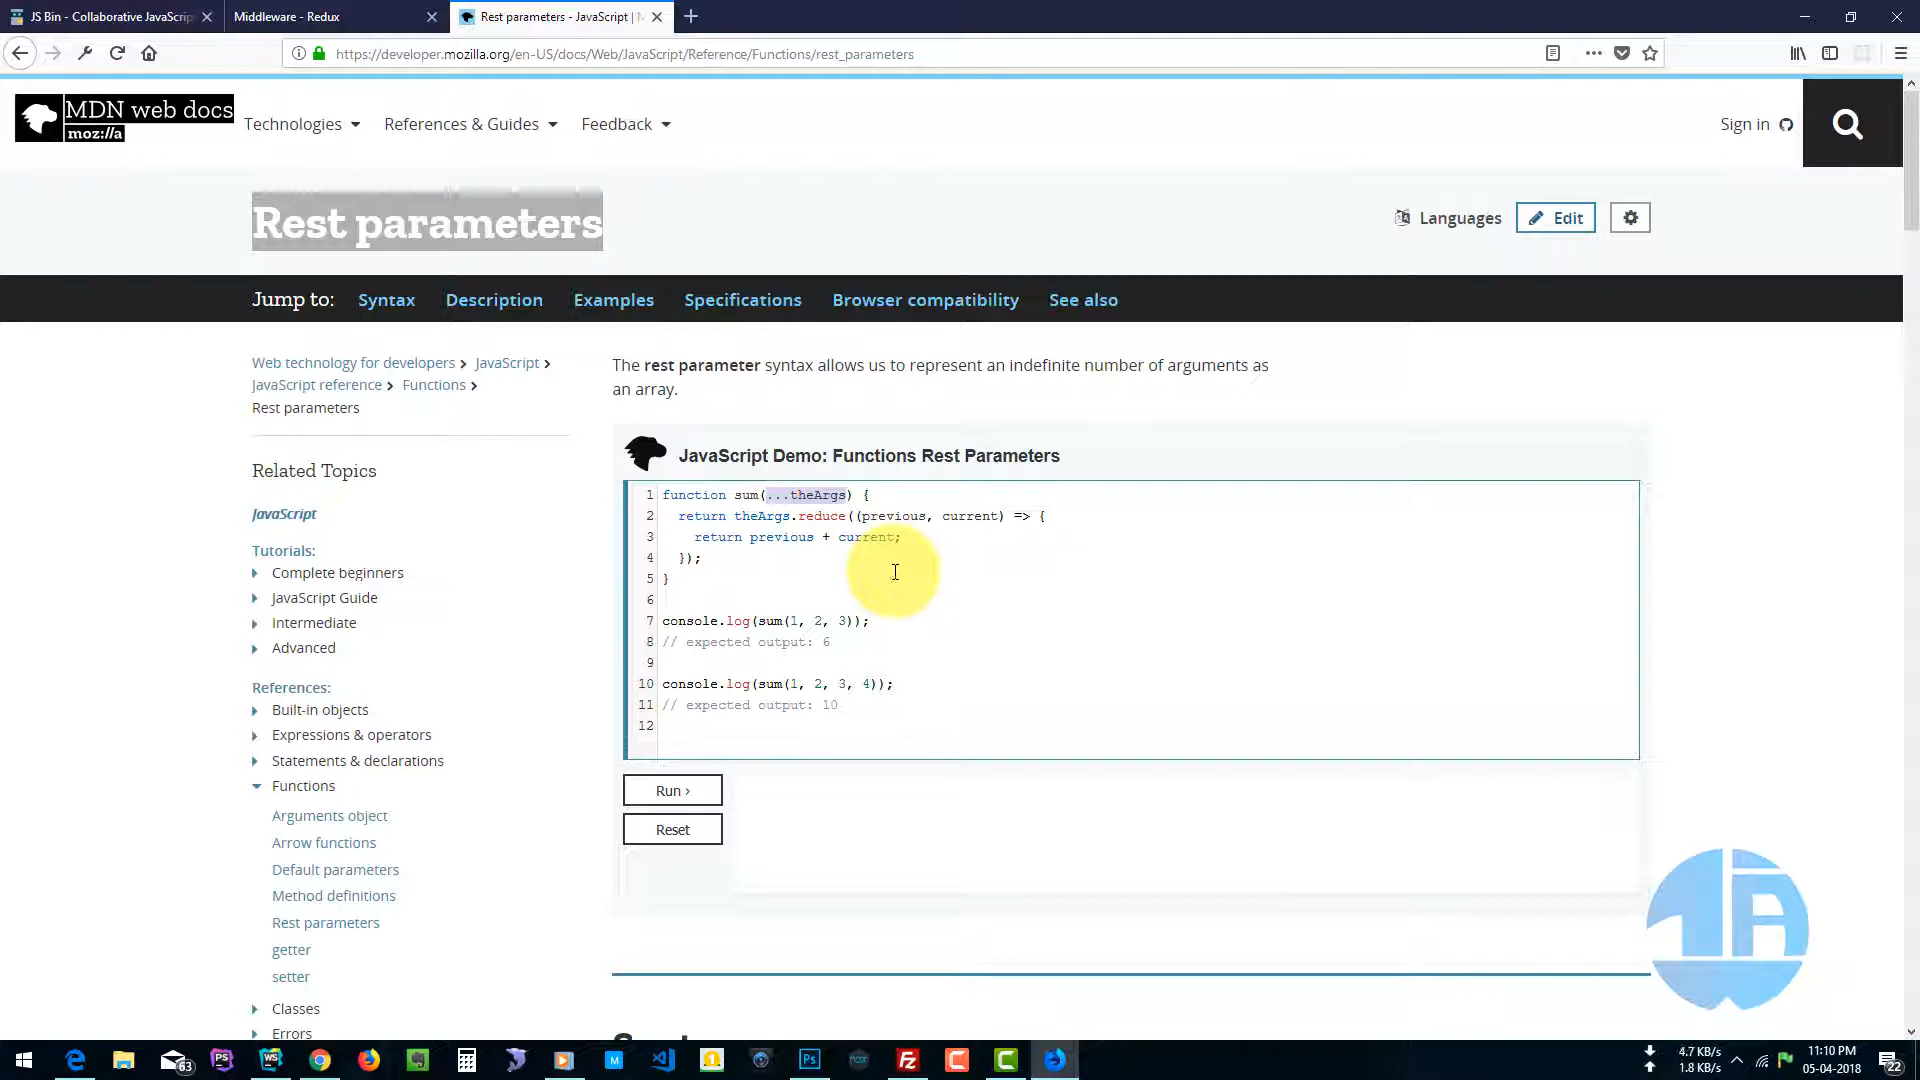 JS Bin - Collaborative JavaScrip
Middleware - Redux
Rest parameters - JavaScript |
https://developer.mozilla.org/en-US/docs/Web/JavaScript/Reference/Functions/rest_parameters
MDN web docs
moz://a
Technologies
References & Guides
Feedback
Sign in
Rest parameters
Languages
Edit
Jump to:
Syntax
Description
Examples
Specifications
Browser compatibility
See also
Web technology for developers
JavaScript
JavaScript reference
Functions
Rest parameters
Related Topics
JavaScript
Tutorials:
Complete beginners
JavaScript Guide
Intermediate
Advanced
References:
Built-in objects
Expressions & operators
Statements & declarations
Functions
Arguments object
Arrow functions
Default parameters
Method definitions
Rest parameters
getter
setter
Classes
Errors
The rest parameter syntax allows us to represent an indefinite number of arguments as
an array.
JavaScript Demo: Functions Rest Parameters
1 function sum(...theArgs) {
2 return theArgs.reduce((previous, current) => {
3 return previous + current;
4 });
5 }
6
7 console.log(sum(1, 2, 3));
8 // expected output: 6
9
10 console.log(sum(1, 2, 3, 4));
11 // expected output: 10
12
Run ›
Reset
63
PS
WS
M
Ps
nox
Fz
C
C
4.7 KB/s
1.8 KB/s
11:10 PM
05-04-2018
22